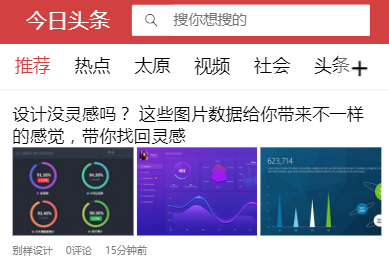 今日头条
搜你想搜的
推荐 热点 太原 视频 社会 头条
设计没灵感吗？ 这些图片数据给你带来不一样
的感觉，带你找回灵感
91.30% 94.30%
92.46%
623,714
别样设计 0评论 15分钟前